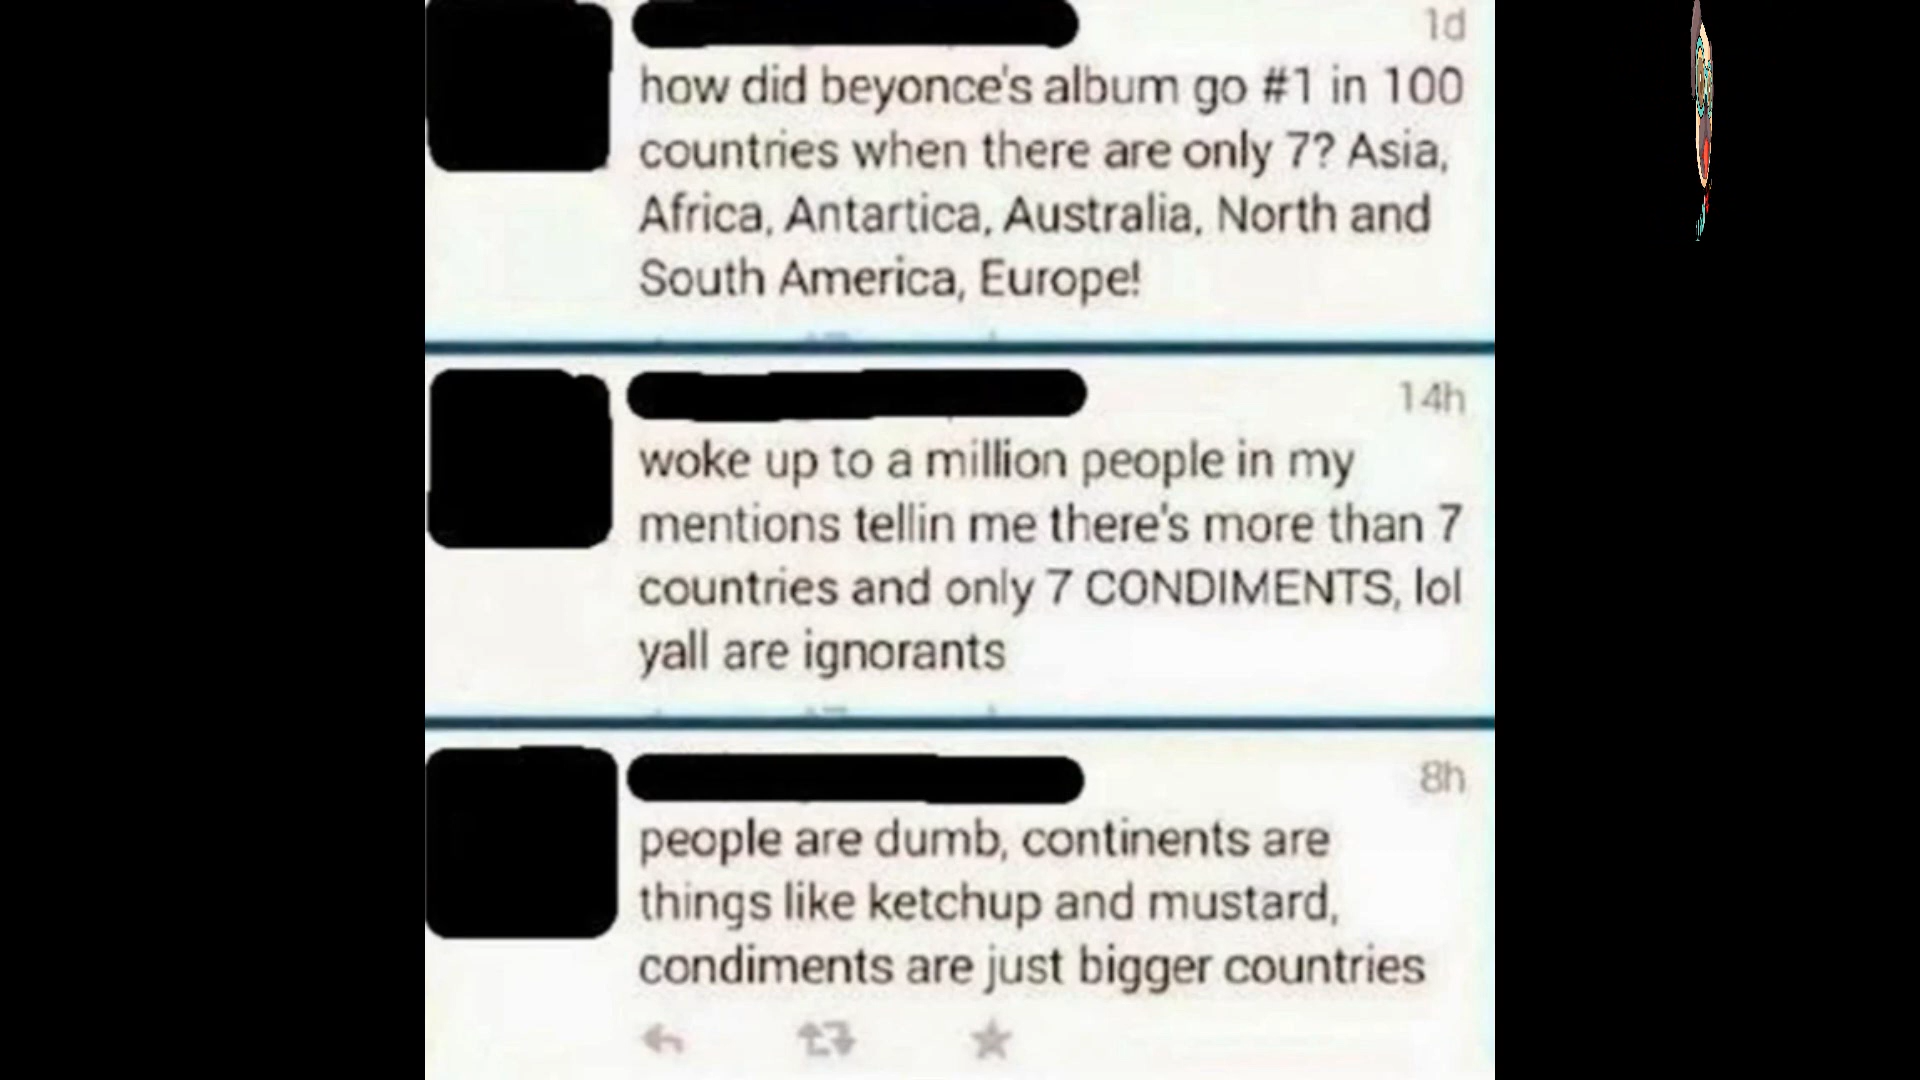 1d
how did beyonce's album go #1 in 100
countries when there are only 7? Asia,
Africa, Antartica, Australia, North and
South America, Europe!
14h
woke up to a million people in my
mentions tellin me there's more than 7
countries and only 7 CONDIMENTS, lol
yall are ignorants
8h
people are dumb, continents are
things like ketchup and mustard,
condiments are just bigger countries